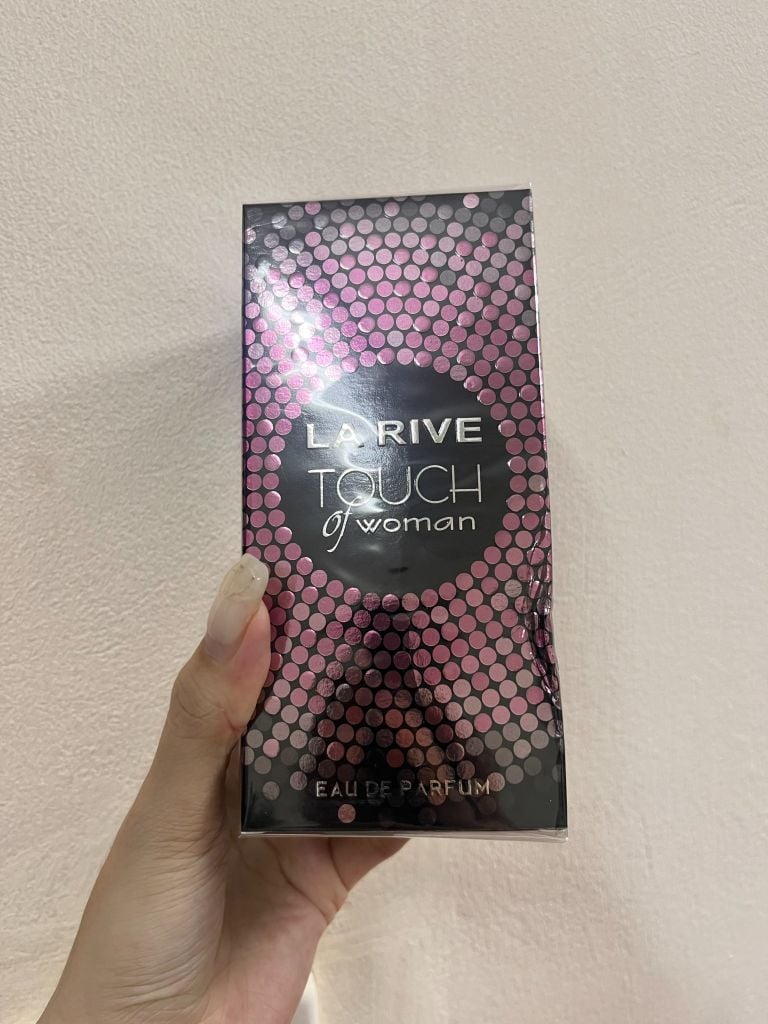 LA RIVE
TOUCH
of woman
EAU DE PARFUM